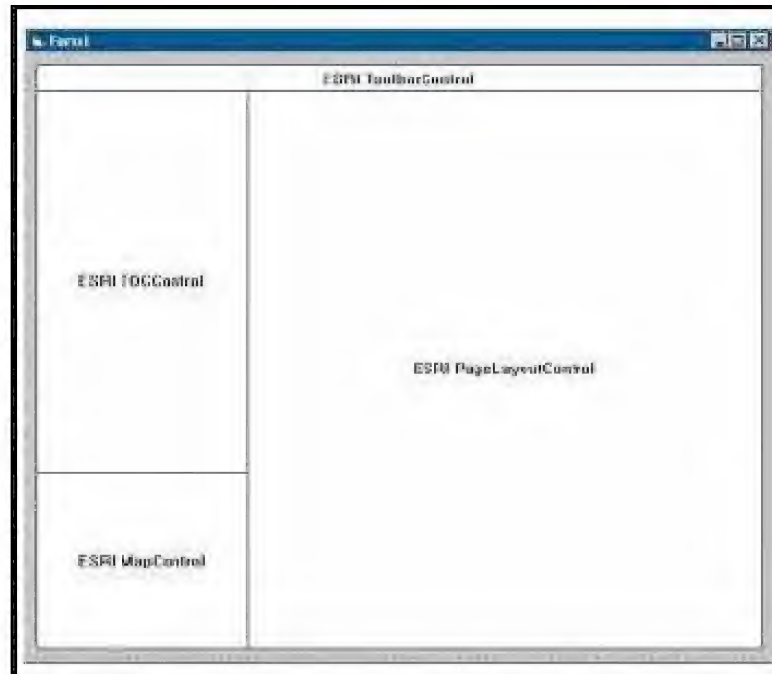 Form1
ESRI ToolbarControl
ESRI TOCControl
ESRI PageLayoutControl
ESRI MapControl